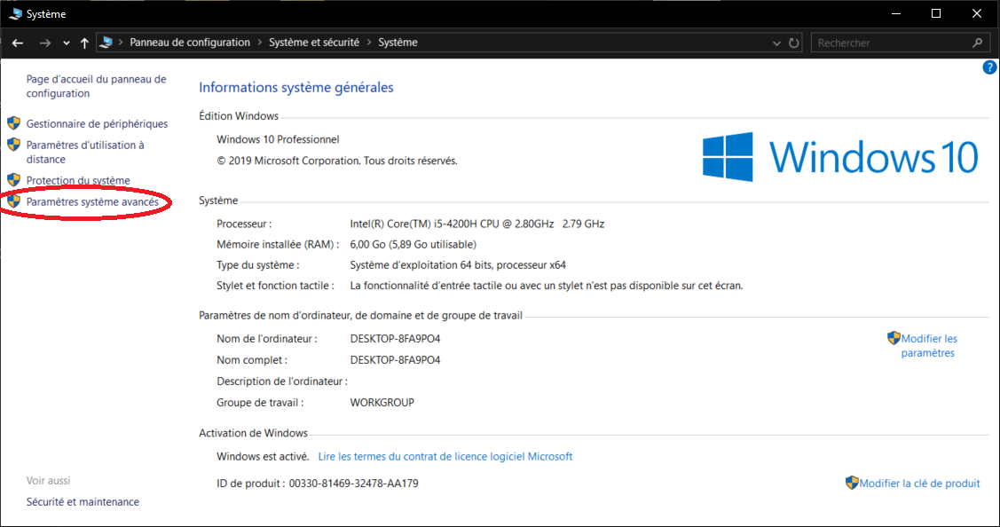 Système
Panneau de configuration > Système et sécurité > Système
Rechercher
?
Page d'accueil du panneau de
configuration
Gestionnaire de périphériques
Paramètres d'utilisation à
distance
Protection du système
Paramètres système avancés
Informations système générales
Édition Windows
Windows 10 Professionnel
© 2019 Microsoft Corporation. Tous droits réservés.
Windows 10
Système
Processeur : Intel(R) Core(TM) i5-4200H CPU @ 2.80GHz 2.79 GHz
Mémoire installée (RAM) : 6,00 Go (5,89 Go utilisable)
Type du système : Système d'exploitation 64 bits, processeur x64
Stylet et fonction tactile : La fonctionnalité d'entrée tactile ou avec un stylet n'est pas disponible sur cet écran.
Paramètres de nom d'ordinateur, de domaine et de groupe de travail
Nom de l'ordinateur : DESKTOP-8FA9PO4
Nom complet : DESKTOP-8FA9PO4
Description de l'ordinateur :
Groupe de travail : WORKGROUP
Modifier les
paramètres
Activation de Windows
Windows est activé. Lire les termes du contrat de licence logiciel Microsoft
ID de produit : 00330-81469-32478-AA179
Modifier la clé de produit
Voir aussi
Sécurité et maintenance